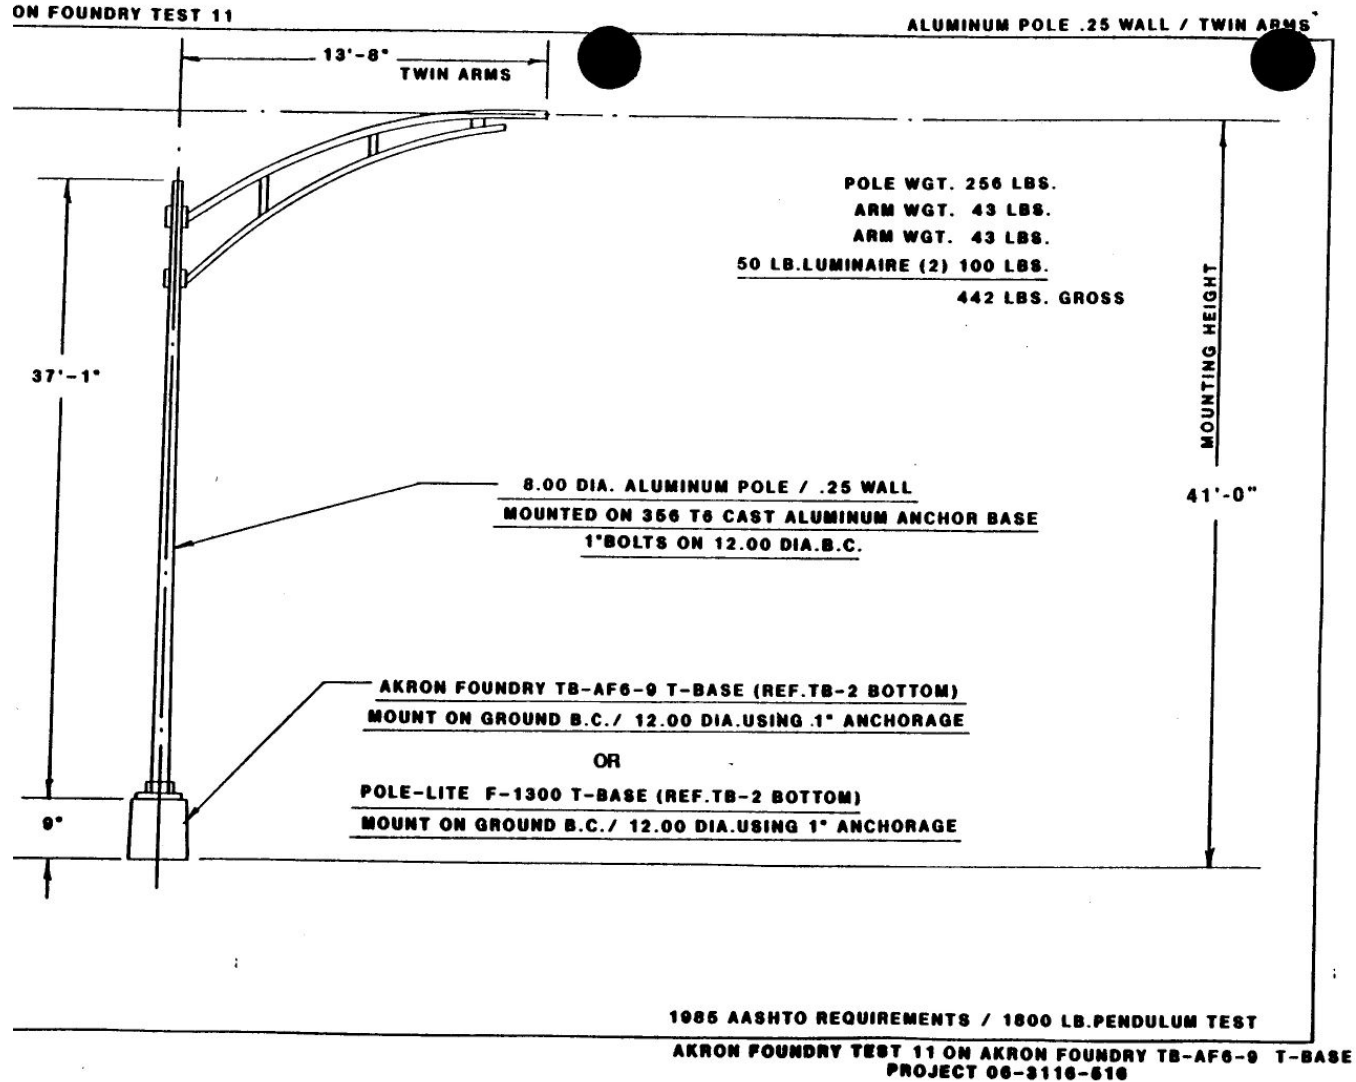 ON FOUNDRY TEST 11
ALUMINUM POLE .25 WALL / TWIN ARMS
13'-8"
TWIN ARMS
POLE WGT. 256 LBS.
ARM WGT. 43 LBS.
ARM WGT. 43 LBS.
50 LB.LUMINAIRE (2) 100 LBS.
442 LBS. GROSS
MOUNTING HEIGHT
41'-0"
37'-1"
8.00 DIA. ALUMINUM POLE / .25 WALL
MOUNTED ON 356 T6 CAST ALUMINUM ANCHOR BASE
1"BOLTS ON 12.00 DIA.B.C.
AKRON FOUNDRY TB-AF6-9 T-BASE (REF.TB-2 BOTTOM)
MOUNT ON GROUND B.C./ 12.00 DIA.USING 1" ANCHORAGE
OR
POLE-LITE F-1300 T-BASE (REF.TB-2 BOTTOM)
MOUNT ON GROUND B.C./ 12.00 DIA.USING 1" ANCHORAGE
9"
1985 AASHTO REQUIREMENTS / 1800 LB.PENDULUM TEST
AKRON FOUNDRY TEST 11 ON AKRON FOUNDRY TB-AF6-9 T-BASE
PROJECT 06-3116-516